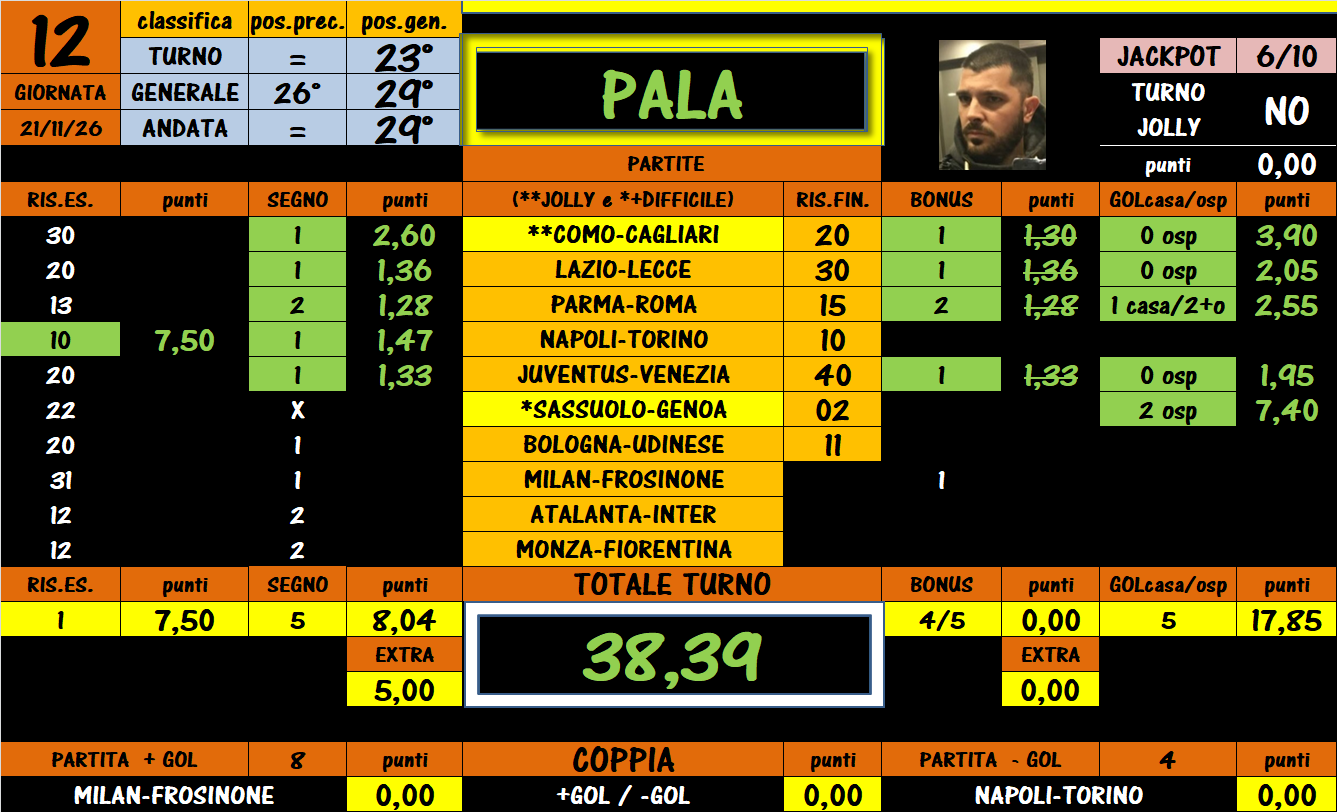 12 classifica pos.prec. pos.gen.
TURNO = 23°
GIORNATA GENERALE 26° 29°
21/11/26 ANDATA = 29°
PALA
JACKPOT 6/10
TURNO JOLLY NO
punti 0,00
PARTITE
RIS.ES. punti SEGNO punti (**JOLLY e *+DIFFICILE) RIS.FIN. BONUS punti GOLcasa/osp punti
30 1 2,60 **COMO-CAGLIARI 20 1 1,30 0 osp 3,90
20 1 1,36 LAZIO-LECCE 30 1 1,36 0 osp 2,05
13 2 1,28 PARMA-ROMA 15 2 1,28 1 casa/2+o 2,55
10 7,50 1 1,47 NAPOLI-TORINO 10
20 1 1,33 JUVENTUS-VENEZIA 40 1 1,33 0 osp 1,95
22 X *SASSUOLO-GENOA 02 2 osp 7,40
20 1 BOLOGNA-UDINESE 11
31 1 MILAN-FROSINONE 1
12 2 ATALANTA-INTER
12 2 MONZA-FIORENTINA
RIS.ES. punti SEGNO punti TOTALE TURNO BONUS punti GOLcasa/osp punti
1 7,50 5 8,04 38,39 4/5 0,00 5 17,85
EXTRA EXTRA
5,00 0,00
PARTITA + GOL 8 punti COPPIA punti PARTITA - GOL 4 punti
MILAN-FROSINONE 0,00 +GOL / -GOL 0,00 NAPOLI-TORINO 0,00